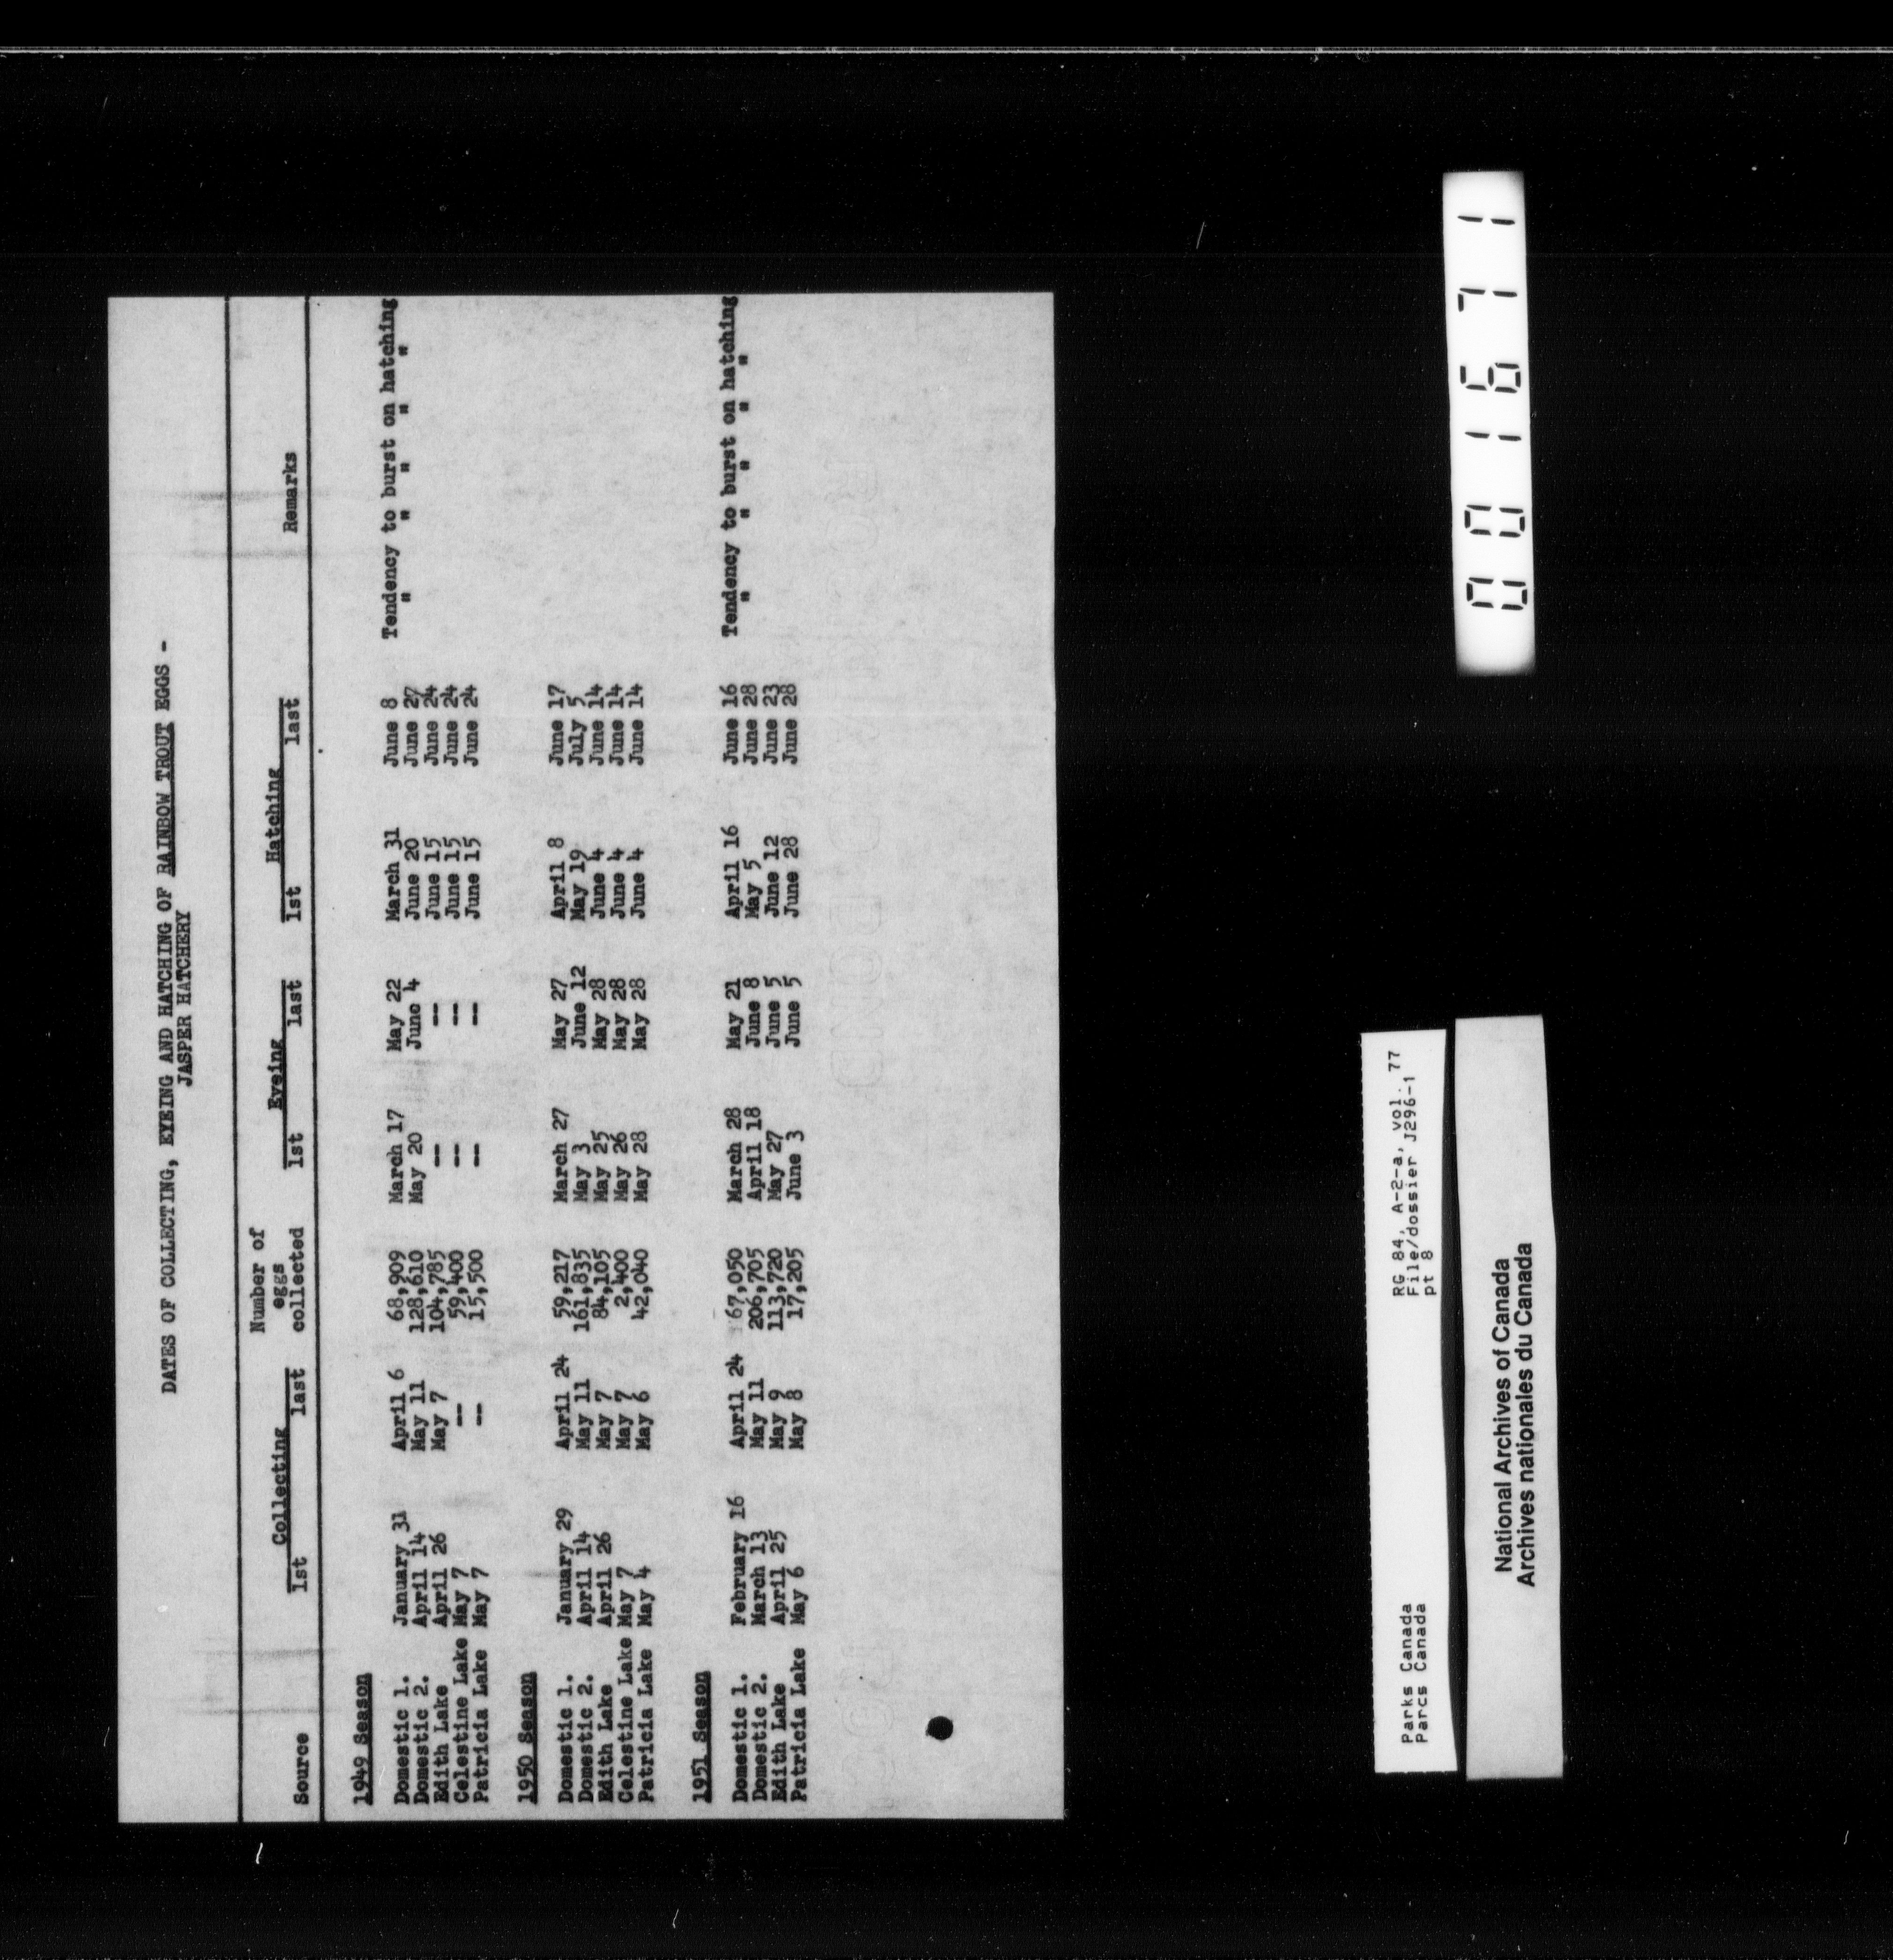 DATES OF COLLECTING, EYEING AND HATCHING OF RAINBOW TROUT EGGS -
JASPER HATCHERY
Number of
Collecting eggs Eyeing Hatching
Source 1st last collected 1st last 1st last Remarks
1949 Season
Domestic 1. January 31 April 6 68,909 March 17 May 22 March 31 June 8 Tendency to burst on hatching
Domestic 2. April 14 May 11 128,610 May 20 June 4 June 20 June 27 " " " " "
Edith Lake April 26 May 7 104,785 -- -- June 15 June 24
Celestine Lake May 7 -- 59,400 -- -- June 15 June 24
Patricia Lake May 7 -- 15,500 -- -- June 15 June 24
1950 Season
Domestic 1. January 29 April 24 59,217 March 27 May 27 April 8 June 17
Domestic 2. April 14 May 11 161,835 May 3 June 12 May 19 July 5
Edith Lake April 26 May 7 84,105 May 25 May 28 June 4 June 14
Celestine Lake May 7 May 7 2,400 May 26 May 28 June 4 June 14
Patricia Lake May 4 May 6 42,040 May 28 May 28 June 4 June 14
1951 Season
Domestic 1. February 16 April 24 67,050 March 28 May 21 April 16 June 16 Tendency to burst on hatching
Domestic 2. March 13 May 11 206,705 April 18 June 8 May 5 June 28 " " " " "
Edith Lake April 25 May 9 113,720 May 27 June 5 June 12 June 23
Patricia Lake May 6 May 8 17,205 June 3 June 5 June 28 June 28
Parks Canada RG 84, A-2-a, vol. 77
Parcs Canada File/dossier J296-1
pt 8
National Archives of Canada
Archives nationales du Canada
001671